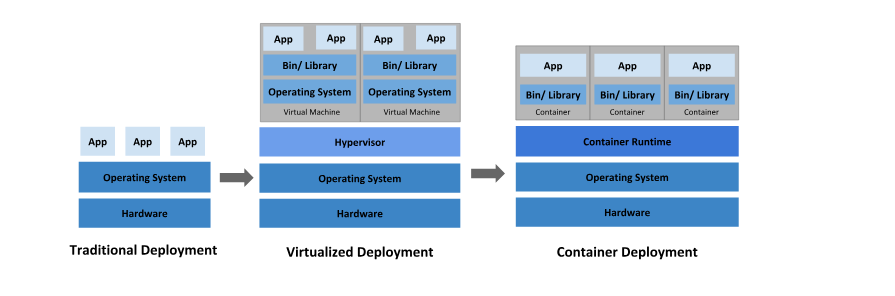 App App App
Operating System
Hardware
Traditional Deployment
App App App App
Bin/ Library Bin/ Library
Operating System Operating System
Virtual Machine Virtual Machine
Hypervisor
Operating System
Hardware
Virtualized Deployment
App App App
Bin/ Library Bin/ Library Bin/ Library
Container Container Container
Container Runtime
Operating System
Hardware
Container Deployment